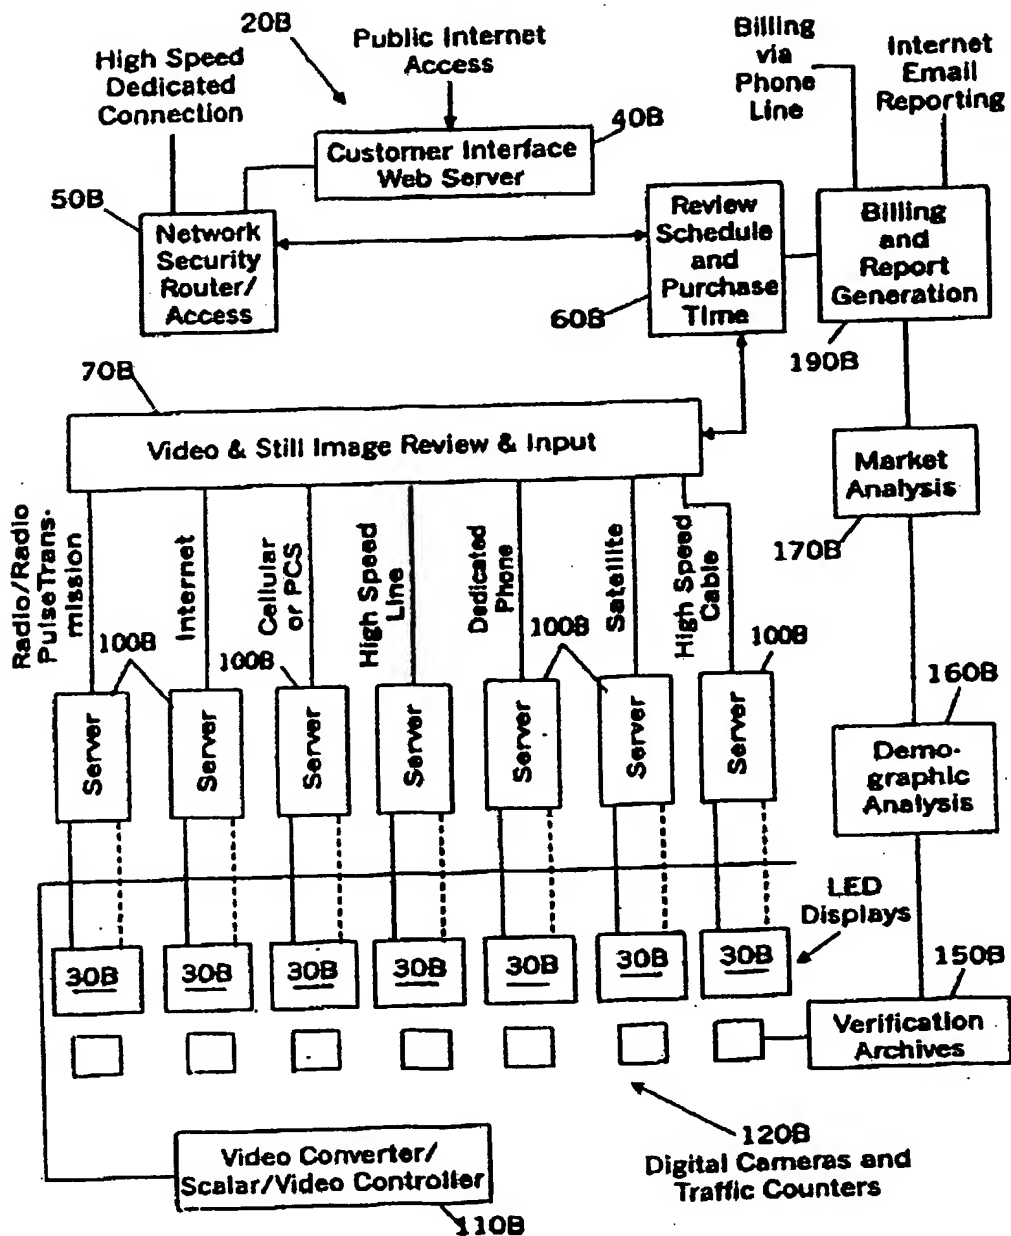 20B
Public Internet
Access
Billing
via
Phone
Line
Internet
Email
Reporting
High Speed
Dedicated
Connection
40B
Customer Interface
Web Server
50B
Network
Security
Router/
Access
Review
Schedule
and
Purchase
Time
60B
Billing
and
Report
Generation
190B
70B
Video & Still Image Review & Input
Market
Analysis
170B
Radio/Radio
PulseTrans-
mission
Internet
Cellular
or PCS
High Speed
Line
Dedicated
Phone
Satellite
High Speed
Cable
100B
100B
100B
100B
Server
Server
Server
Server
Server
Server
Server
160B
Demo-
graphic
Analysis
LED
Displays
30B
30B
30B
30B
30B
30B
30B
150B
Verification
Archives
120B
Digital Cameras and
Traffic Counters
Video Converter/
Scalar/Video Controller
110B